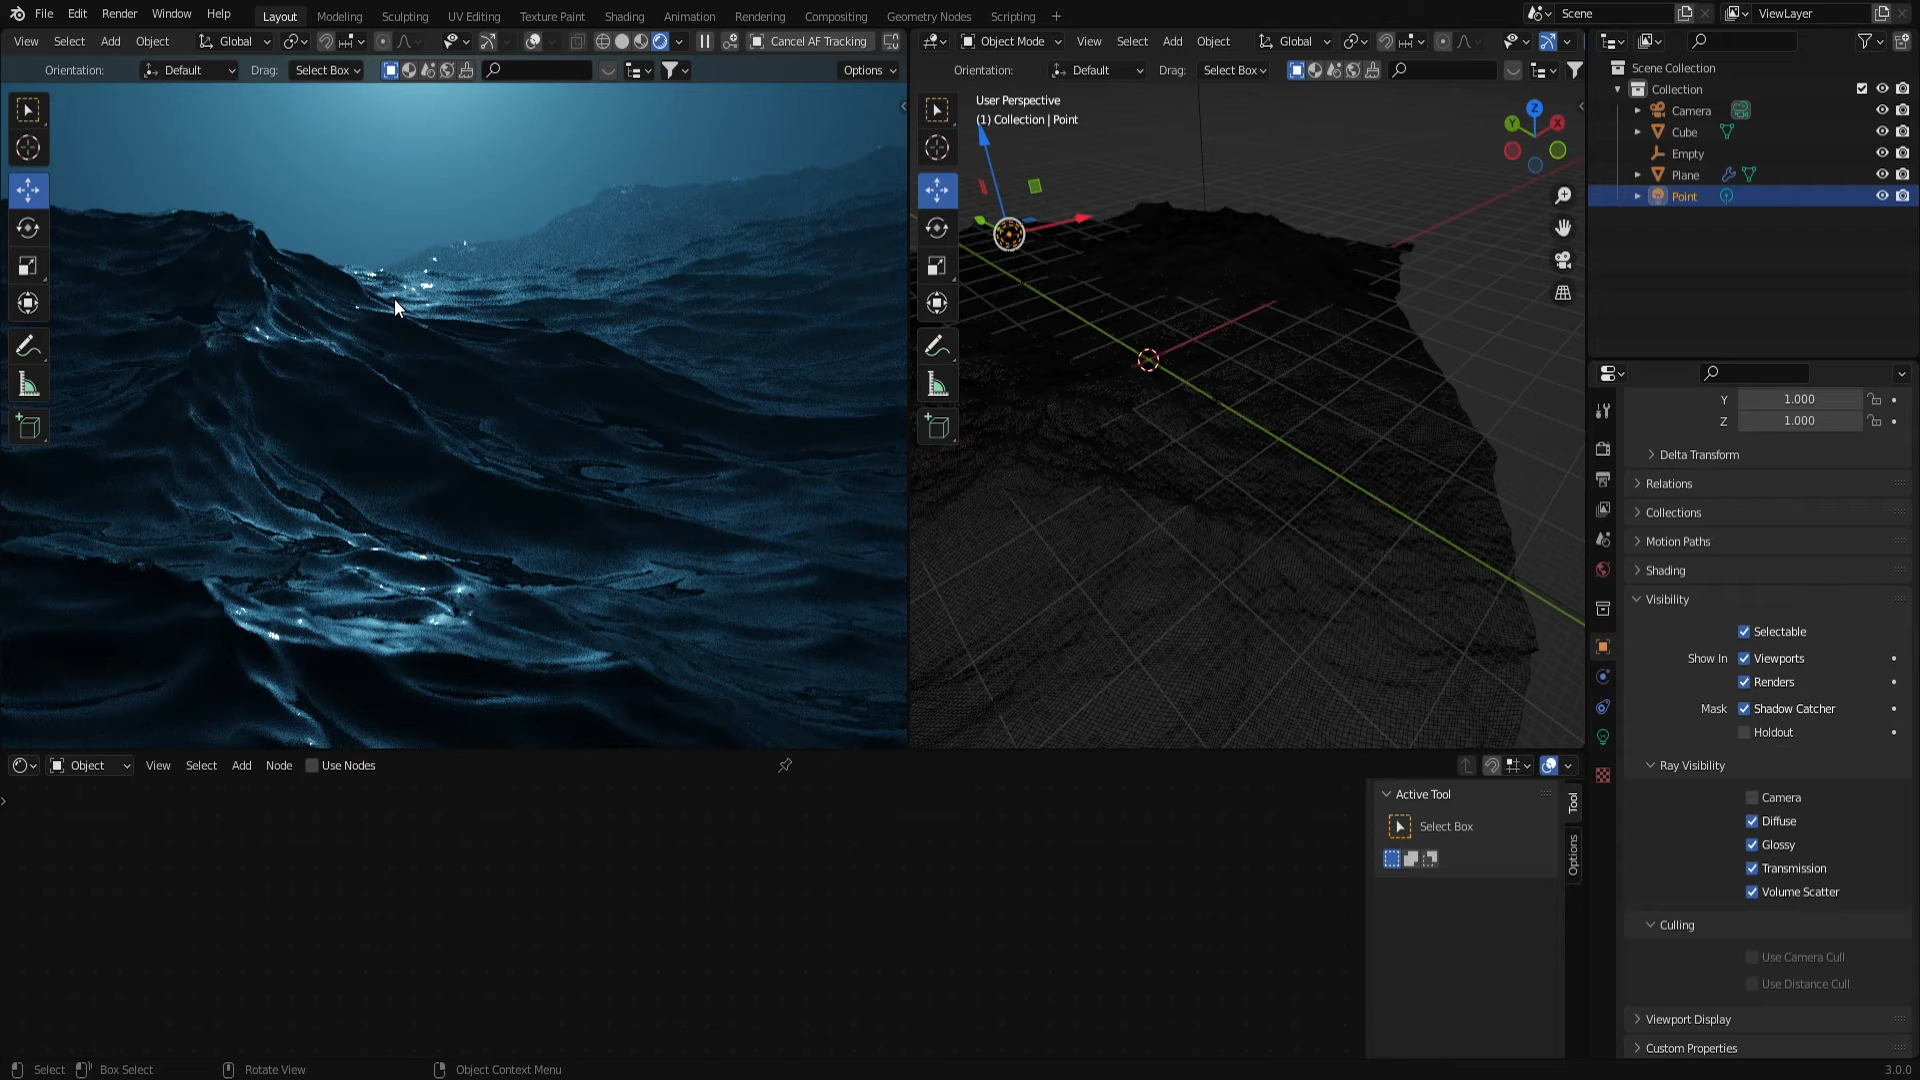 File Edit Render Window Help
Layout Modeling Sculpting UV Editing Texture Paint Shading Animation Rendering Compositing Geometry Nodes Scripting +
Scene
ViewLayer
View Select Add Object Global Cancel AF Tracking
Orientation: Default Drag: Select Box Options
Object Mode View Select Add Object Global
Orientation: Default Drag: Select Box
User Perspective
(1) Collection | Point
Z
Y
X
Scene Collection
Collection
Camera
Cube
Empty
Plane
Point
Y 1.000
Z 1.000
Delta Transform
Relations
Collections
Motion Paths
Shading
Visibility
Selectable
Show In Viewports
Renders
Mask Shadow Catcher
Holdout
Ray Visibility
Camera
Diffuse
Glossy
Transmission
Volume Scatter
Culling
Use Camera Cull
Use Distance Cull
Viewport Display
Custom Properties
Object View Select Add Node Use Nodes
Active Tool
Select Box
Tool
Options
Select Box Select Rotate View Object Context Menu
3.0.0